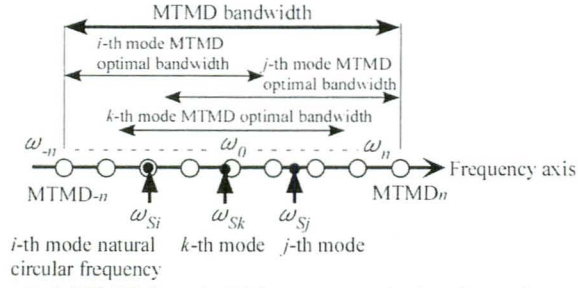 MTMD bandwidth
i-th mode MTMD
optimal bandwidth
j-th mode MTMD
optimal bandwidth
k-th mode MTMD optimal bandwidth
ω-n ω0 ωn
Frequency axis
MTMD-n MTMDn
ωSi ωSk ωSj
i-th mode natural
circular frequency
k-th mode j-th mode